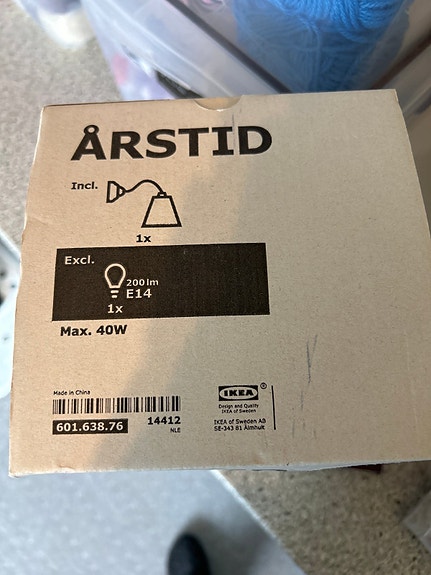 ÅRSTID
Incl.
1x
Excl.
200 lm
E14
1x
Max. 40W
Made in China
601.638.76
14412
NLE
IKEA®
Design and Quality
IKEA of Sweden
IKEA of Sweden AB
SE-343 81 Älmhult